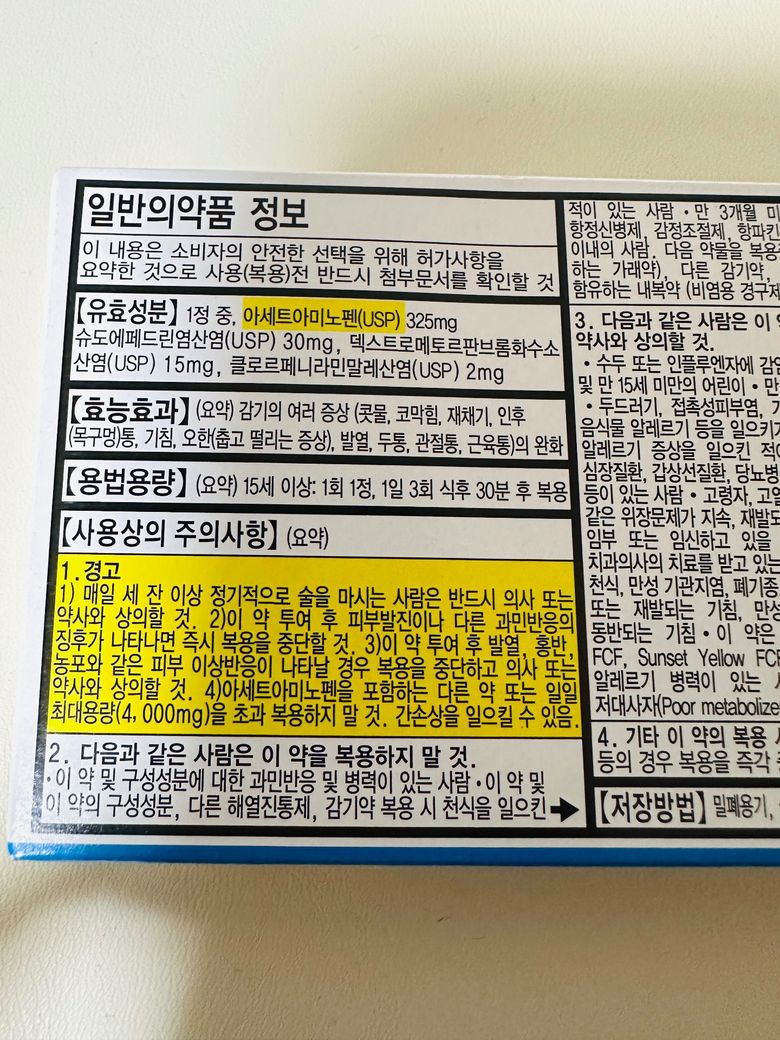 일반의약품 정보
이 내용은 소비자의 안전한 선택을 위해 허가사항을
요약한 것으로 사용(복용)전 반드시 첨부문서를 확인할 것
【유효성분】 1정 중, 아세트아미노펜(USP) 325mg
슈도에페드린염산염(USP) 30mg, 덱스트로메토르판브롬화수소
산염(USP) 15mg, 클로르페니라민말레산염(USP) 2mg
【효능효과】 (요약) 감기의 여러 증상 (콧물, 코막힘, 재채기, 인후
(목구멍)통, 기침, 오한(춥고 떨리는 증상), 발열, 두통, 관절통, 근육통)의 완화
【용법용량】 (요약) 15세 이상: 1회 1정, 1일 3회 식후 30분 후 복용
【사용상의 주의사항】 (요약)
1.경고
1) 매일 세 잔 이상 정기적으로 술을 마시는 사람은 반드시 의사 또는
약사와 상의할 것. 2)이 약 투여 후 피부발진이나 다른 과민반응의
징후가 나타나면 즉시 복용을 중단할 것. 3)이 약 투여 후 발열, 홍반,
농포와 같은 피부 이상반응이 나타날 경우 복용을 중단하고 의사 또는
약사와 상의할 것. 4)아세트아미노펜을 포함하는 다른 약 또는 일일
최대용량(4,000mg)을 초과 복용하지 말 것. 간손상을 일으킬 수 있음.
2. 다음과 같은 사람은 이 약을 복용하지 말 것.
·이 약 및 구성성분에 대한 과민반응 및 병력이 있는 사람·이 약 및
이 약의 구성성분, 다른 해열진통제, 감기약 복용 시 천식을 일으킨
적이 있는 사람 · 만 3개월
항정신병제, 감정조절제,
이내의 사람. 다음 약물을
하는 가래약), 다른 감기약,
함유하는 내복약 (비염용
3. 다음과 같은 사람은 이
약사와 상의할 것.
· 수두 또는 인플루엔자에
및 만 15세 미만의 어린이 · 만
· 두드러기, 접촉성피부염,
음식물 알레르기 등을
알레르기 증상을 일으킨
심장질환, 갑상선질환,
등이 있는 사람 · 고령자,
같은 위장문제가 지속,
임부 또는 임신하고 있을
치과의사의 치료를 받고 있는
천식, 만성 기관지염,
또는 재발되는 기침,
동반되는 기침 · 이 약은
FCF, Sunset Yellow FCF
알레르기 병력이 있는
저대사자(Poor
4. 기타 이 약의 복용
등의 경우 복용을 즉각
【저장방법】 밀폐용기,